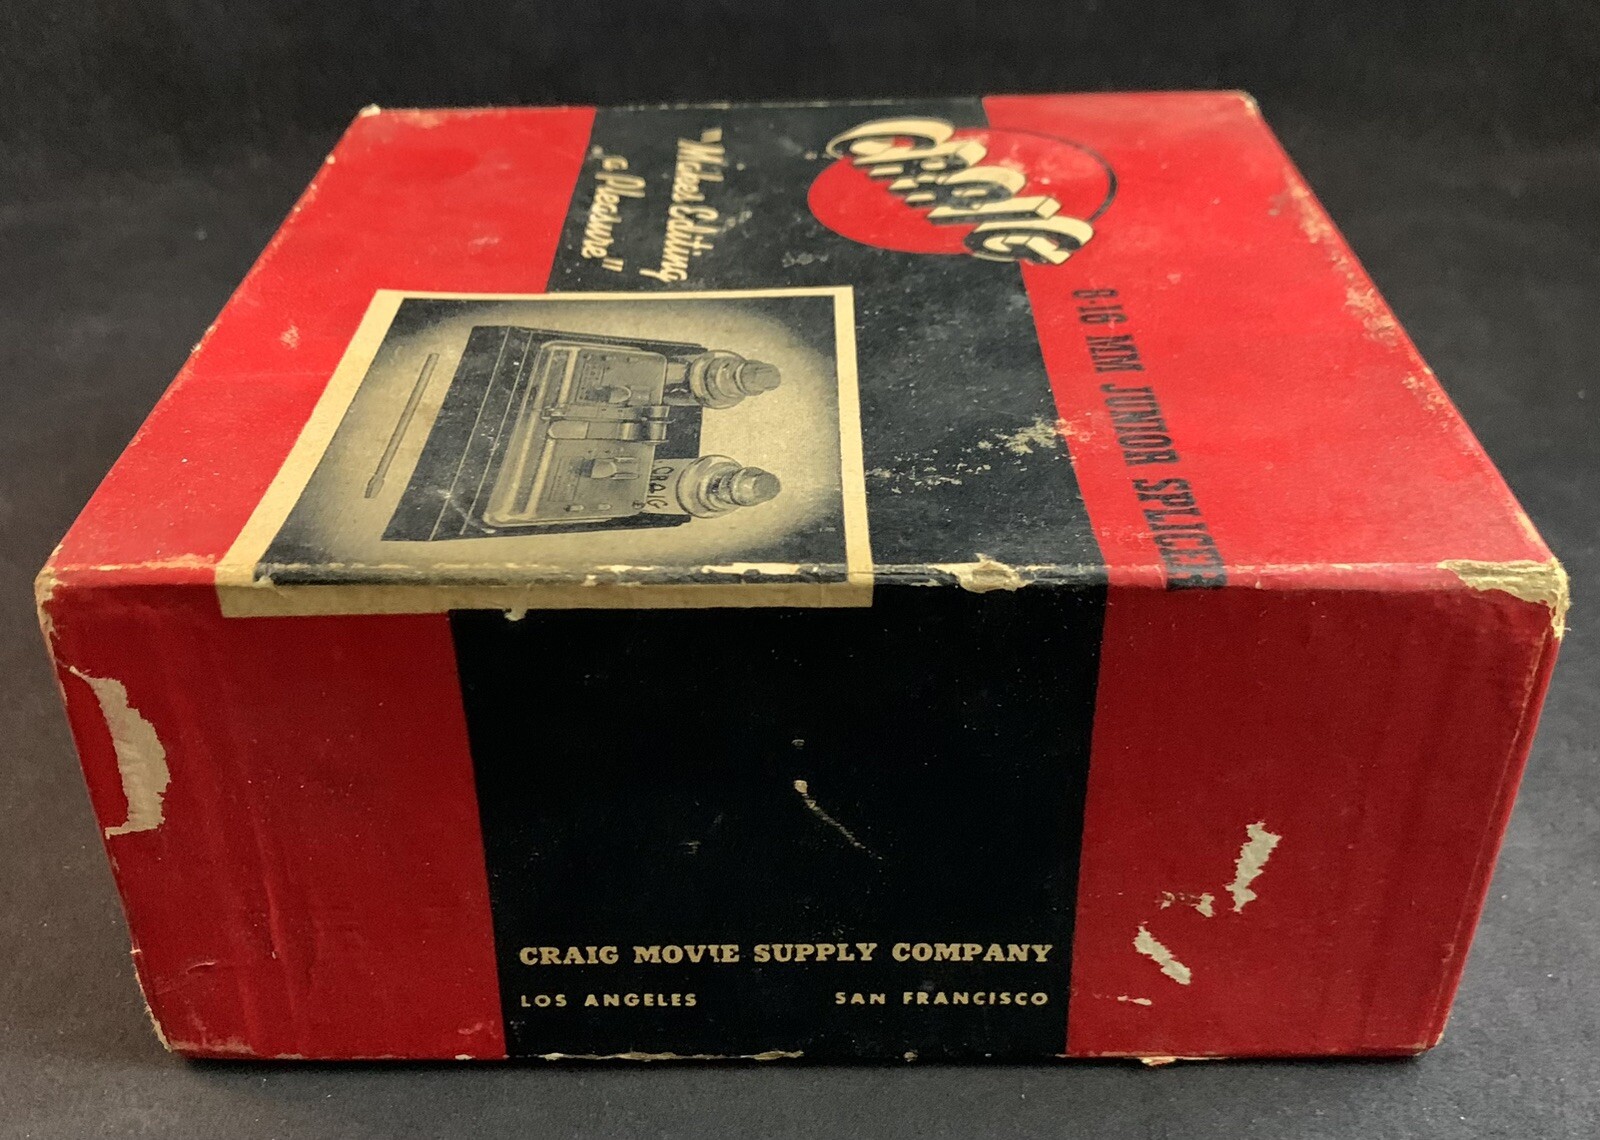 Craig
8-16 MM JUNIOR SPLICER
"Makes Editing
a Pleasure"
CRAIG
CRAIG MOVIE SUPPLY COMPANY
LOS ANGELES SAN FRANCISCO